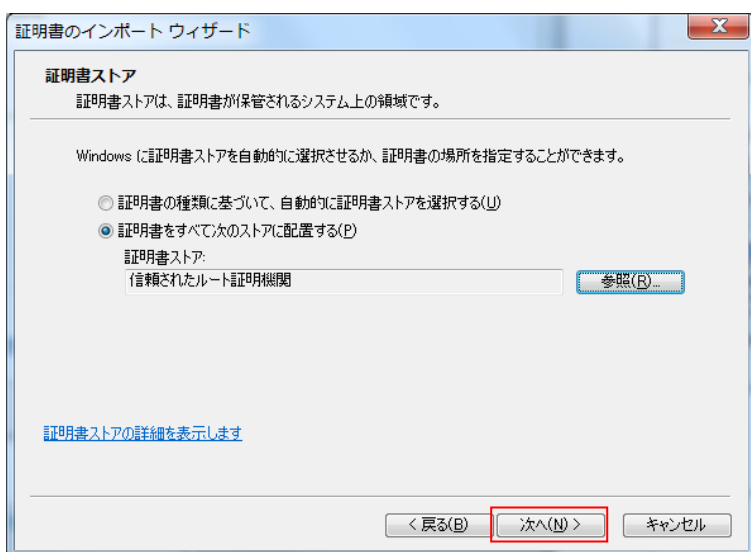 証明書のインポート ウィザード
証明書ストア
証明書ストアは、証明書が保管されるシステム上の領域です。
Windows に証明書ストアを自動的に選択させるか、証明書の場所を指定することができます。
証明書の種類に基づいて、自動的に証明書ストアを選択する(U)
証明書をすべて次のストアに配置する(P)
証明書ストア:
信頼されたルート証明機関
参照(R)...
証明書ストアの詳細を表示します
< 戻る(B)
次へ(N) >
キャンセル